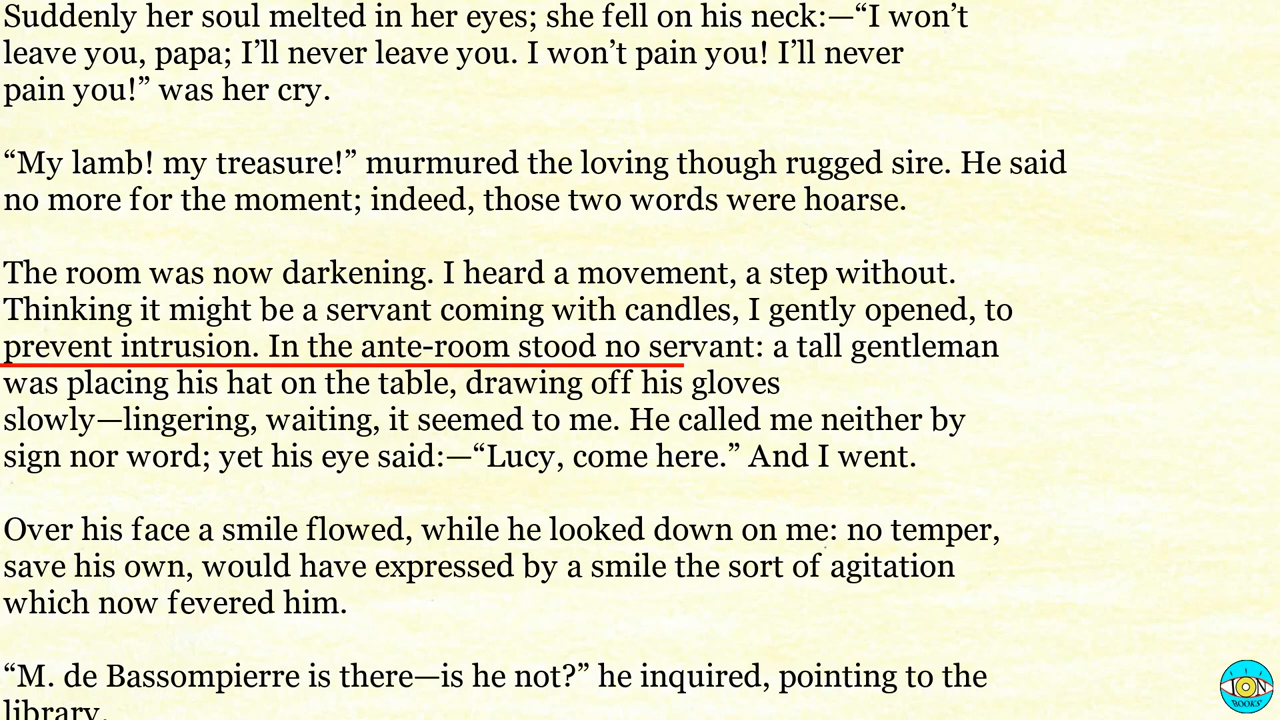 Suddenly her soul melted in her eyes; she fell on his neck:—“I won’t
leave you, papa; I’ll never leave you. I won’t pain you! I’ll never
pain you!” was her cry.
“My lamb! my treasure!” murmured the loving though rugged sire. He said
no more for the moment; indeed, those two words were hoarse.
The room was now darkening. I heard a movement, a step without.
Thinking it might be a servant coming with candles, I gently opened, to
prevent intrusion. In the ante-room stood no servant: a tall gentleman
was placing his hat on the table, drawing off his gloves
slowly—lingering, waiting, it seemed to me. He called me neither by
sign nor word; yet his eye said:—“Lucy, come here.” And I went.
Over his face a smile flowed, while he looked down on me: no temper,
save his own, would have expressed by a smile the sort of agitation
which now fevered him.
“M. de Bassompierre is there—is he not?” he inquired, pointing to the
library.
ION
BOOKS